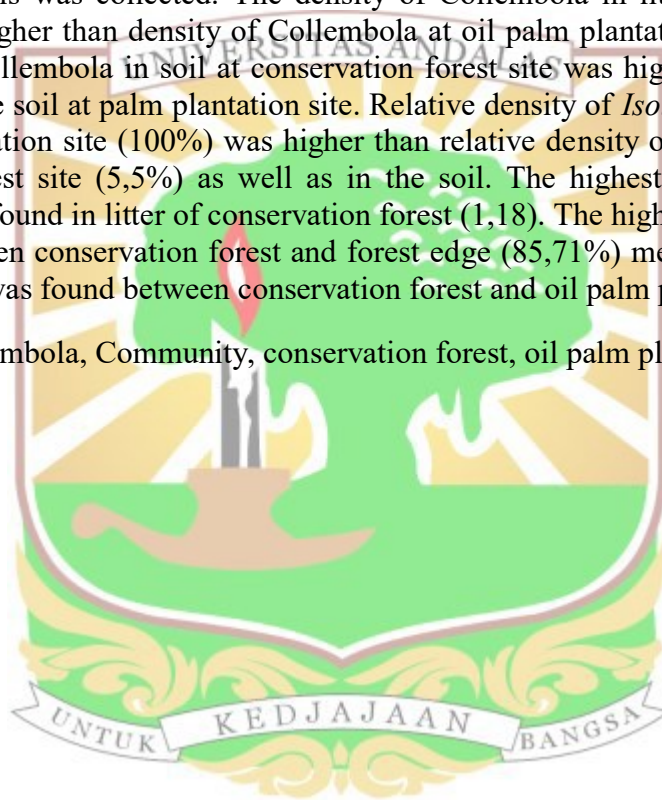 is was collected. The density of Collembola in
gher than density of Collembola at oil palm plantat
llembola in soil at conservation forest site was hig
e soil at palm plantation site. Relative density of Iso
ation site (100%) was higher than relative density o
est site (5,5%) as well as in the soil. The highest
found in litter of conservation forest (1,18). The high
en conservation forest and forest edge (85,71%) me
was found between conservation forest and oil palm p
mbola, Community, conservation forest, oil palm pl
UNIVERSITAS ANDALAS
UNTUK KEDJAJAAN BANGSA